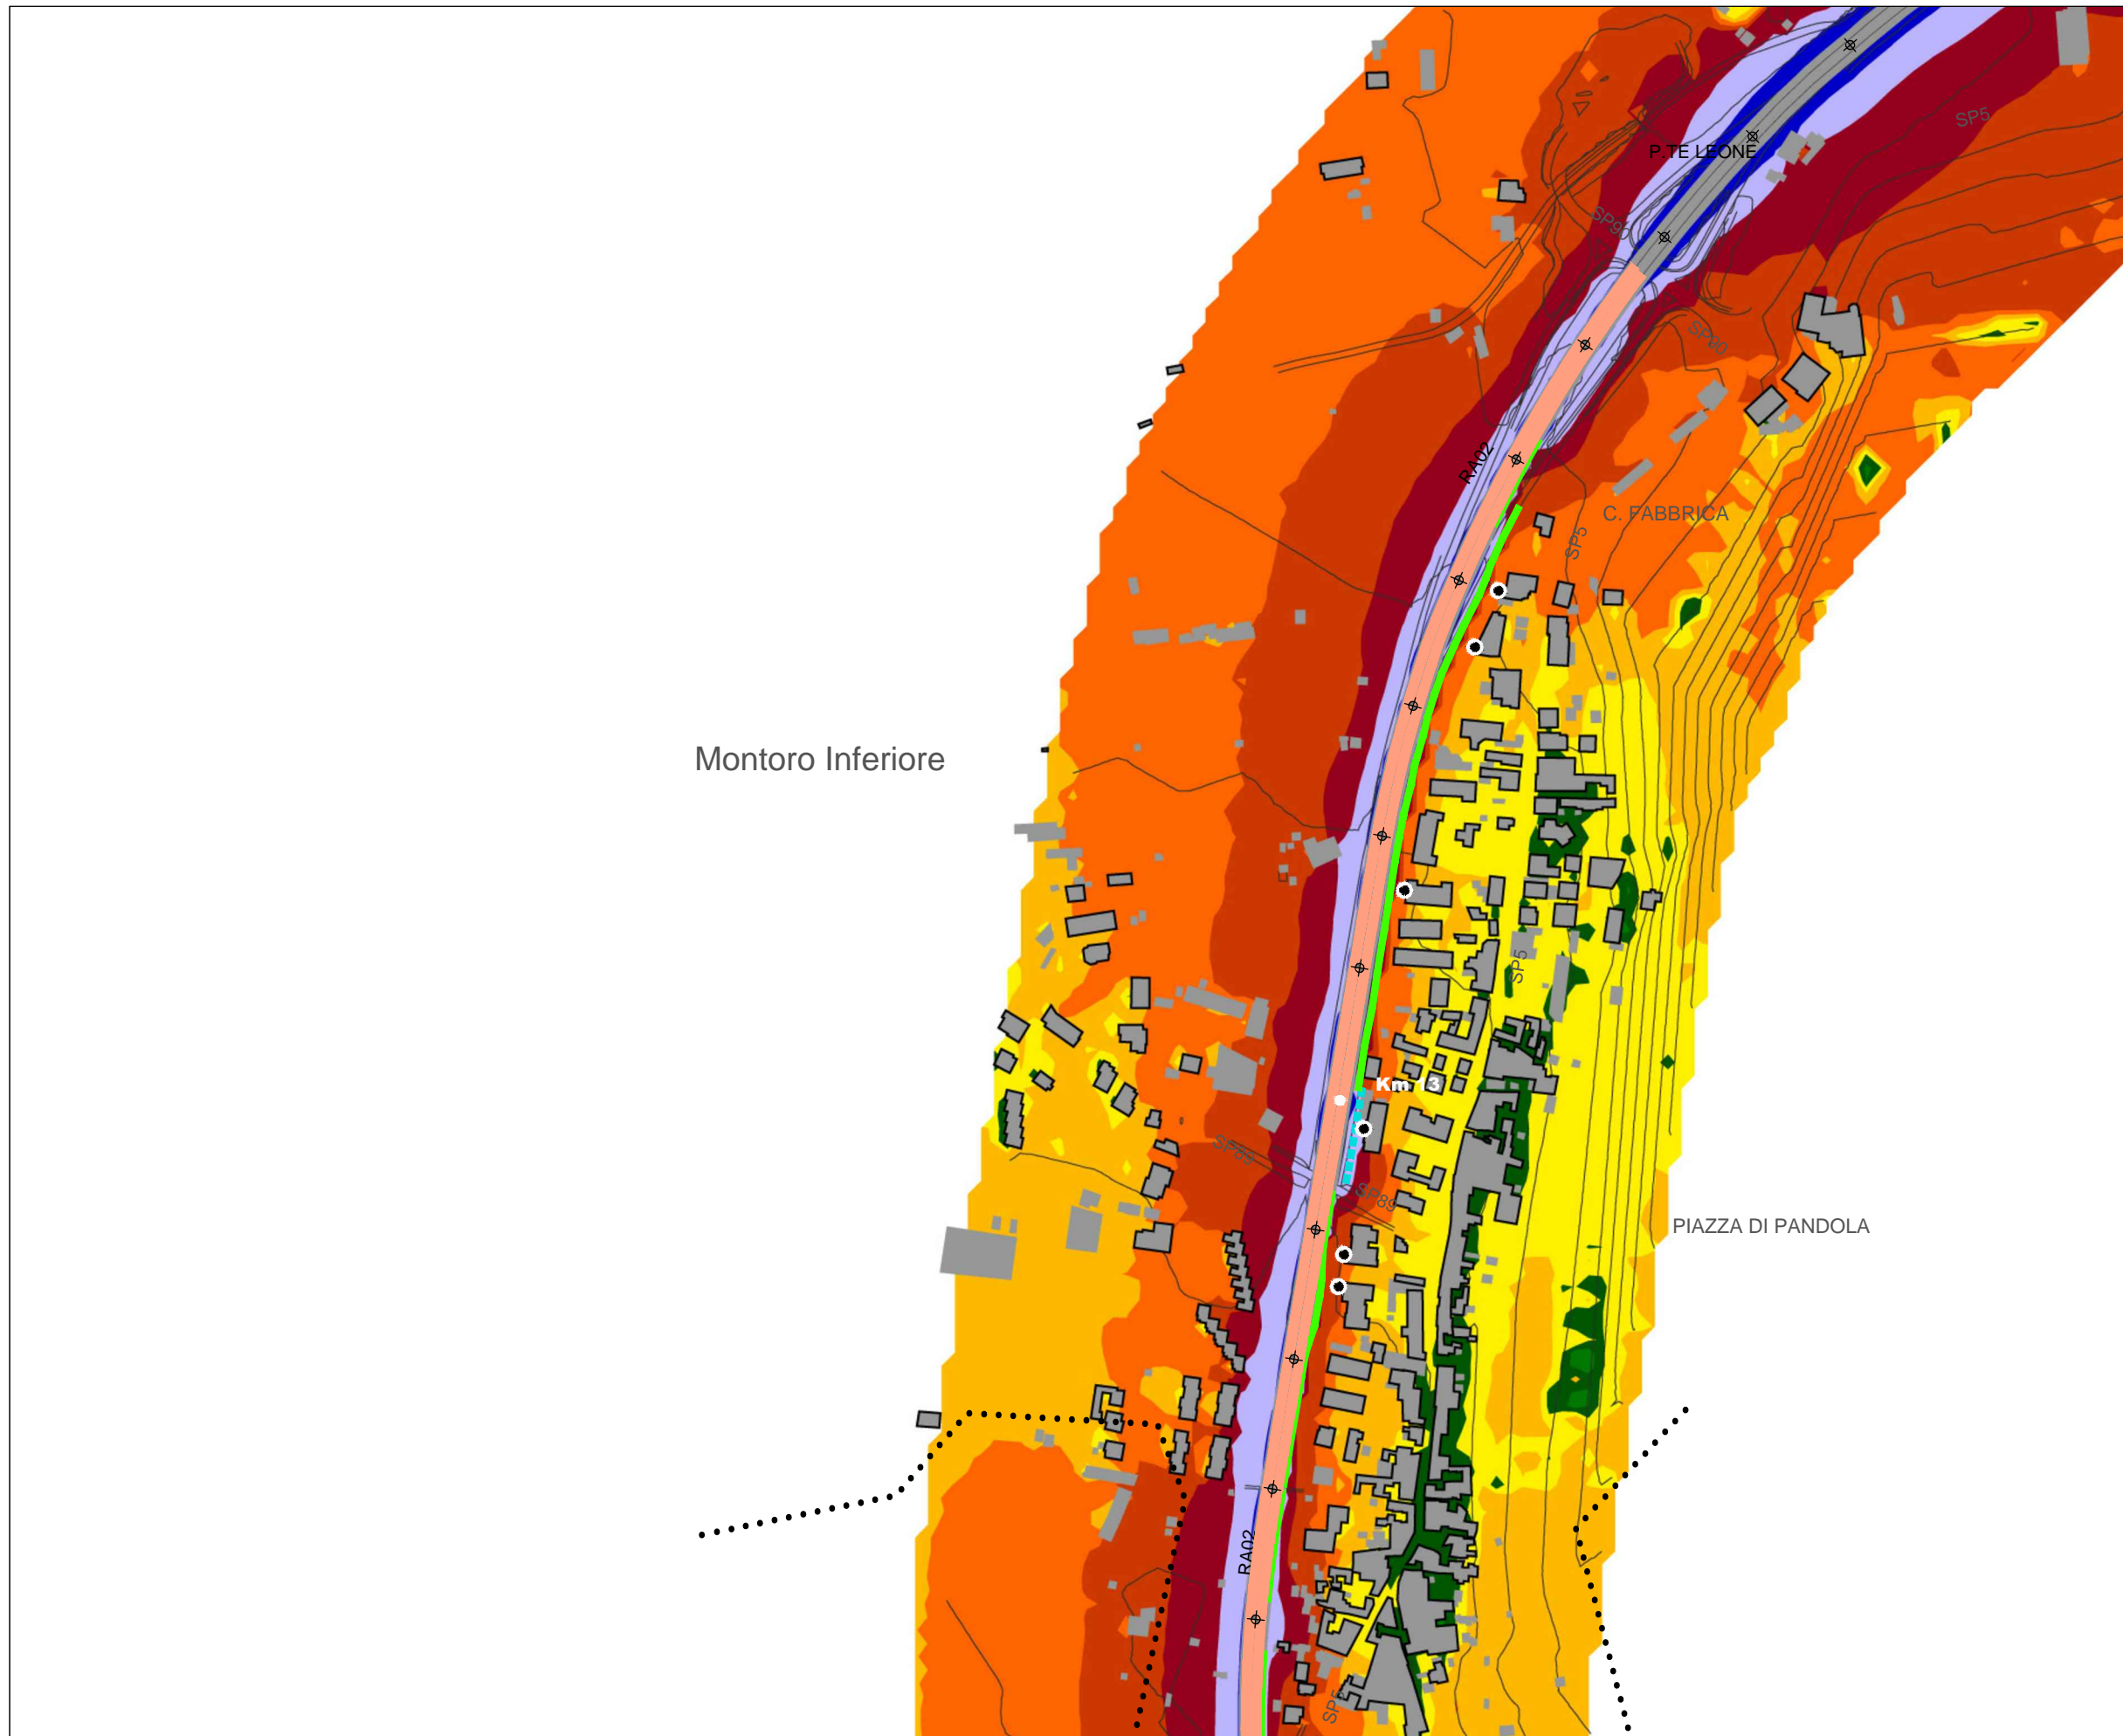 SP5
P.TE LEONE
SP90
SP90
RA02
C. FABBRICA
SP5
Montoro Inferiore
SP5
Km 13
SP89
SP89
PIAZZA DI PANDOLA
RA02
SP5